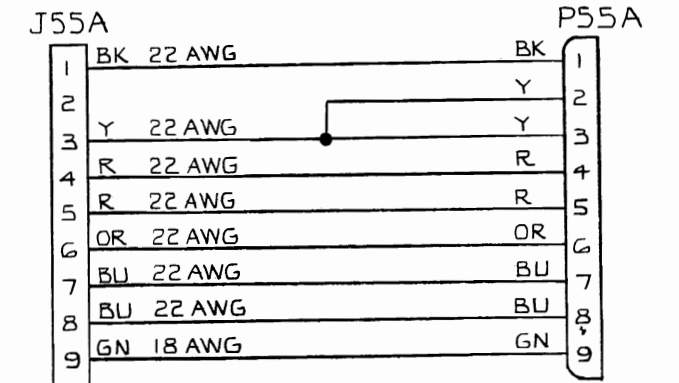 J55A P55A
1 BK 22 AWG BK 1
2 Y 2
3 Y 22 AWG Y 3
4 R 22 AWG R 4
5 R 22 AWG R 5
6 OR 22 AWG OR 6
7 BU 22 AWG BU 7
8 BU 22 AWG BU 8
9 GN 18 AWG GN 9